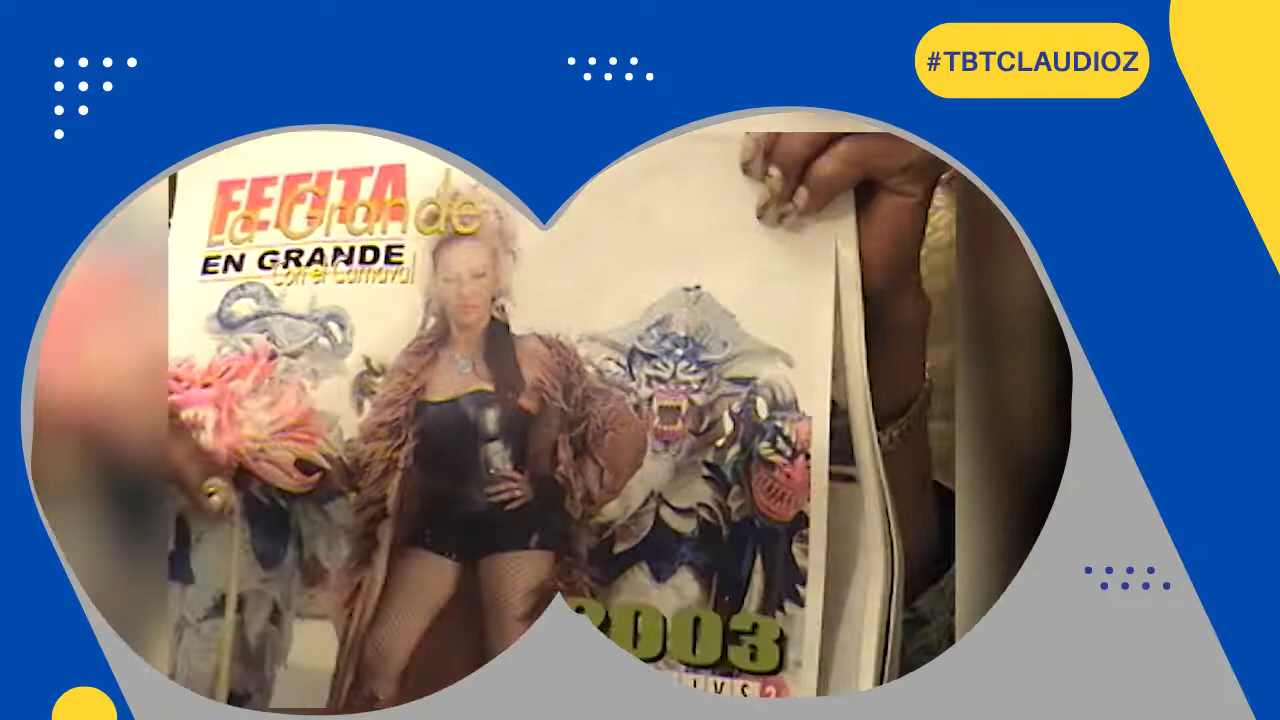 #TBTCLAUDIOZ
FEFITA
La Grande
EN GRANDE
Con el Carnaval
2003